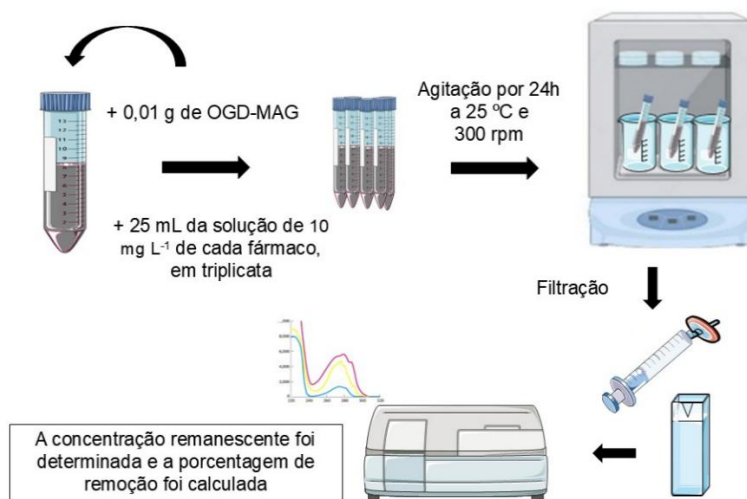 + 0,01 g de OGD-MAG
+ 25 mL da solução de 10
mg L⁻¹ de cada fármaco,
em triplicata
Agitação por 24h
a 25 ºC e
300 rpm
Filtração
A concentração remanescente foi
determinada e a porcentagem de
remoção foi calculada